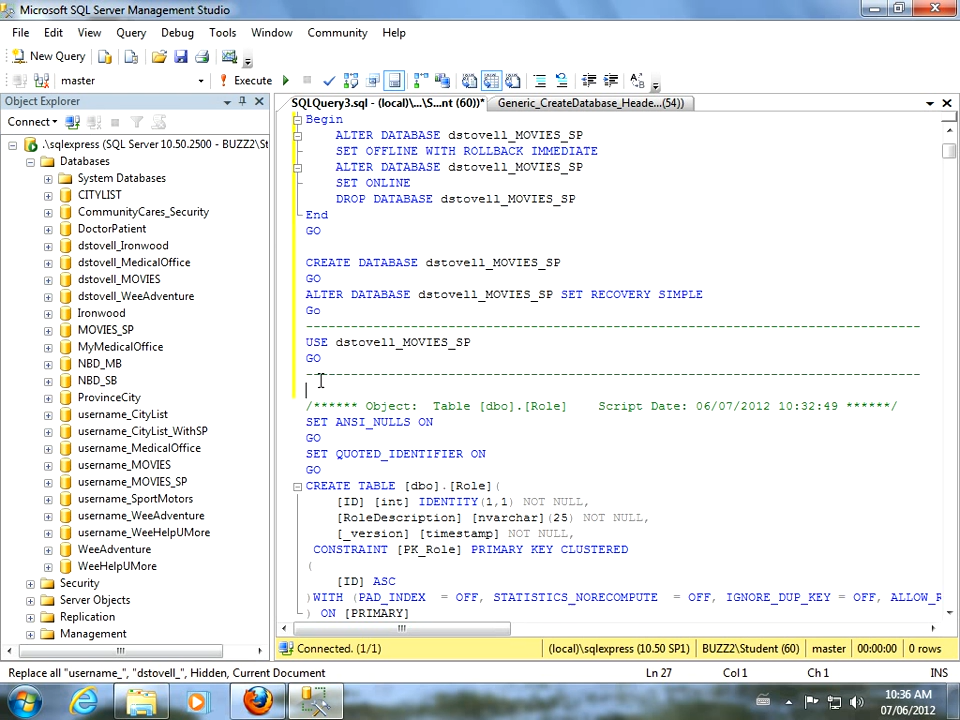 Microsoft SQL Server Management Studio
File Edit View Query Debug Tools Window Community Help
New Query
master Execute
Object Explorer
Connect
.\sqlexpress (SQL Server 10.50.2500 - BUZZ2\St
Databases
System Databases
CITYLIST
CommunityCares_Security
DoctorPatient
dstovell_Ironwood
dstovell_MedicalOffice
dstovell_MOVIES
dstovell_WeeAdventure
Ironwood
MOVIES_SP
MyMedicalOffice
NBD_MB
NBD_SB
ProvinceCity
username_CityList
username_CityList_WithSP
username_MedicalOffice
username_MOVIES
username_MOVIES_SP
username_SportMotors
username_WeeAdventure
username_WeeHelpUMore
WeeAdventure
WeeHelpUMore
Security
Server Objects
Replication
Management
SQLQuery3.sql - (local)\...\S...nt (60))* Generic_CreateDatabase_Heade...(54))
Begin
ALTER DATABASE dstovell_MOVIES_SP
SET OFFLINE WITH ROLLBACK IMMEDIATE
ALTER DATABASE dstovell_MOVIES_SP
SET ONLINE
DROP DATABASE dstovell_MOVIES_SP
End
GO
CREATE DATABASE dstovell_MOVIES_SP
GO
ALTER DATABASE dstovell_MOVIES_SP SET RECOVERY SIMPLE
Go
----------------------------------------------------------------------------------
USE dstovell_MOVIES_SP
GO
----------------------------------------------------------------------------------
/****** Object:  Table [dbo].[Role]    Script Date: 06/07/2012 10:32:49 ******/
SET ANSI_NULLS ON
GO
SET QUOTED_IDENTIFIER ON
GO
CREATE TABLE [dbo].[Role](
[ID] [int] IDENTITY(1,1) NOT NULL,
[RoleDescription] [nvarchar](25) NOT NULL,
[_version] [timestamp] NOT NULL,
CONSTRAINT [PK_Role] PRIMARY KEY CLUSTERED
(
[ID] ASC
)WITH (PAD_INDEX  = OFF, STATISTICS_NORECOMPUTE  = OFF, IGNORE_DUP_KEY = OFF, ALLOW_R
) ON [PRIMARY]
Connected. (1/1) (local)\sqlexpress (10.50 SP1) BUZZ2\Student (60) master 00:00:00 0 rows
Replace all "username_", "dstovell_", Hidden, Current Document Ln 27 Col 1 Ch 1 INS
10:36 AM
07/06/2012